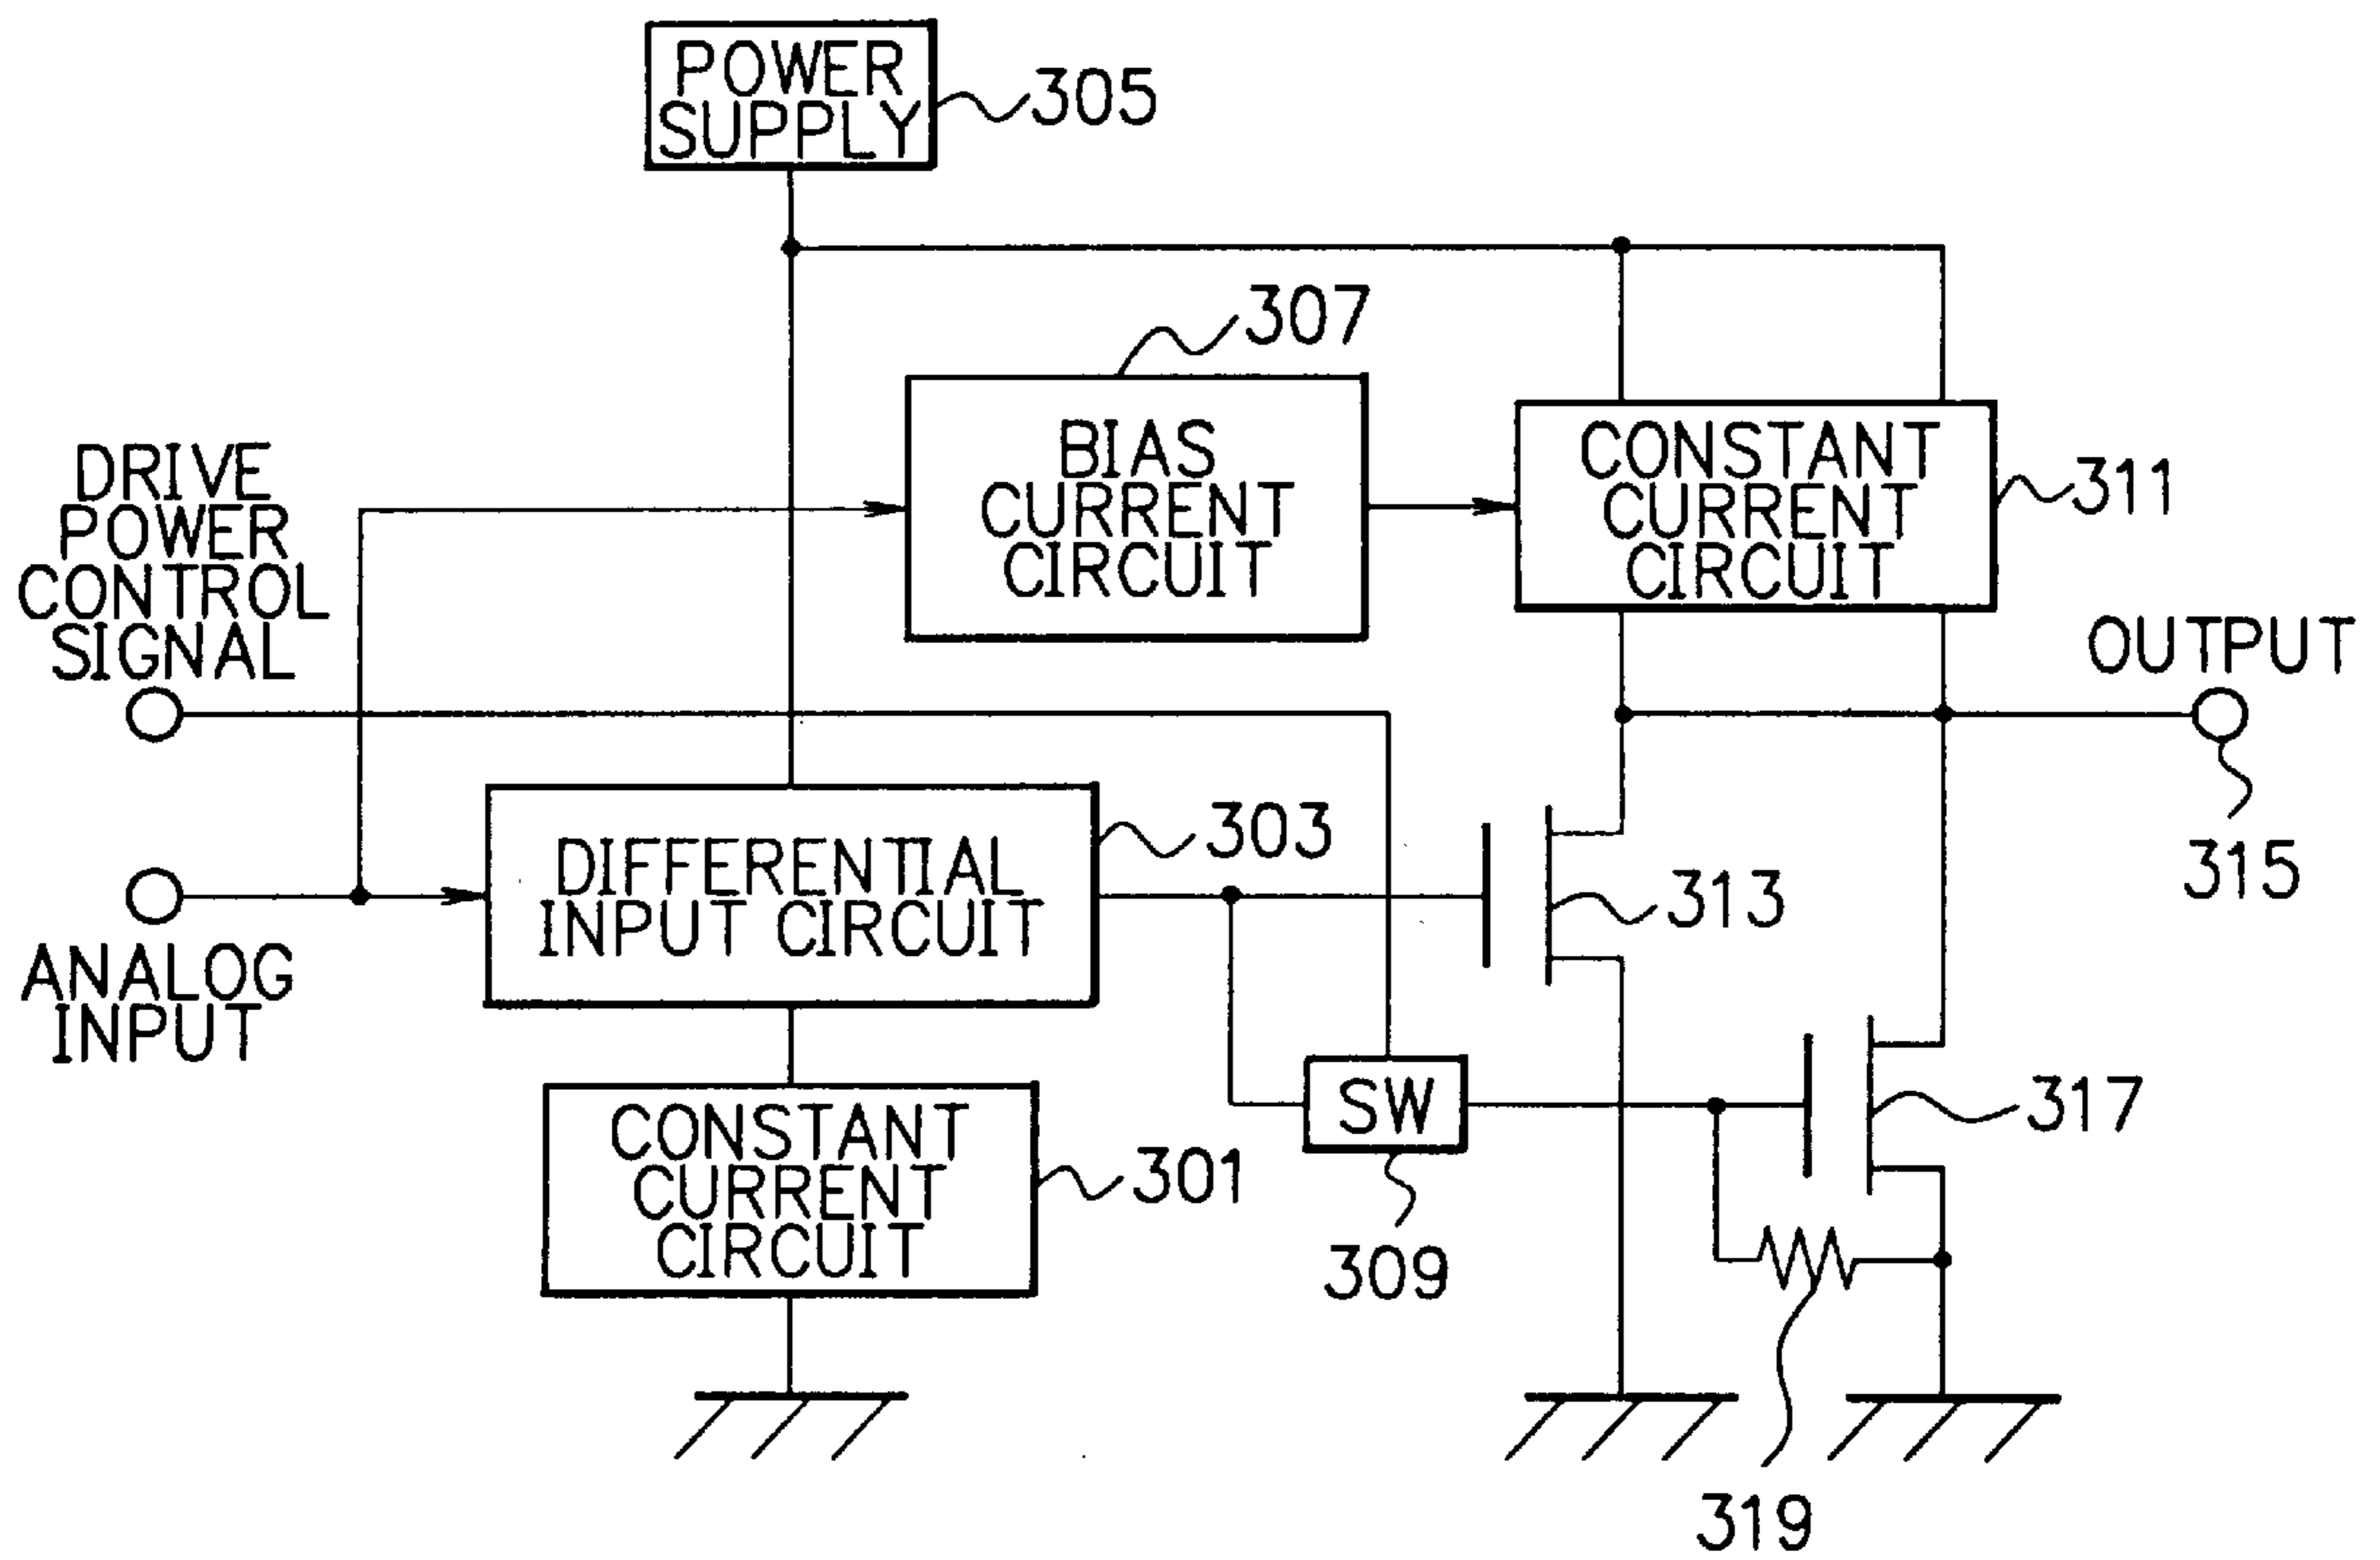 POWER
SUPPLY
305
307
BIAS
CURRENT
CIRCUIT
CONSTANT
CURRENT
CIRCUIT
311
DRIVE
POWER
CONTROL
SIGNAL
OUTPUT
315
DIFFERENTIAL
INPUT CIRCUIT
303
313
ANALOG
INPUT
CONSTANT
CURRENT
CIRCUIT
301
SW
309
317
319